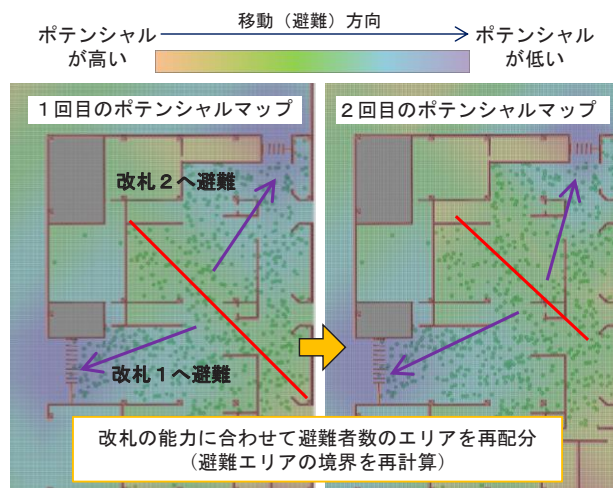 移動（避難）方向
ポテンシャル
が高い
ポテンシャル
が低い
１回目のポテンシャルマップ
２回目のポテンシャルマップ
改札２へ避難
改札１へ避難
改札の能力に合わせて避難者数のエリアを再配分
（避難エリアの境界を再計算）